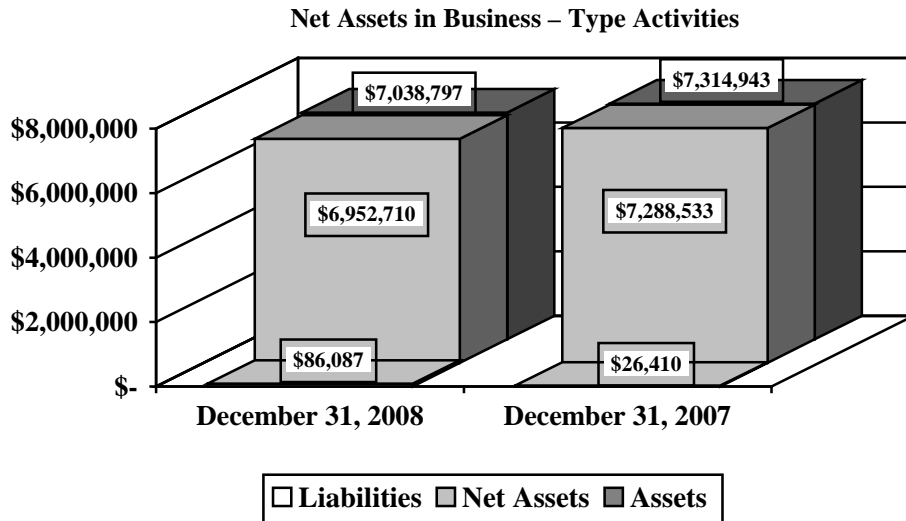 Net Assets in Business – Type Activities
$7,038,797
$7,314,943
$8,000,000
$6,000,000
$6,952,710
$7,288,533
$4,000,000
$2,000,000
$86,087
$26,410
$-
December 31, 2008
December 31, 2007
Liabilities Net Assets Assets